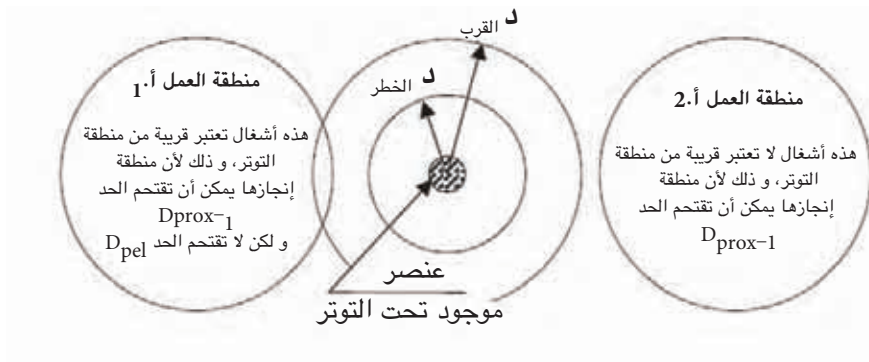 منطقة العمل أ.1
هذه أشغال تعتبر قريبة من منطقة
التوتر، و ذلك لأن منطقة
إنجازها يمكن أن تقتحم الحد
Dprox-1
و لكن لا تقتحم الحد Dpel
د القرب
د الخطر
عنصر
موجود تحت التوتر
منطقة العمل أ.2
هذه أشغال لا تعتبر قريبة من منطقة
التوتر، و ذلك لأن منطقة
إنجازها يمكن أن تقتحم الحد
Dprox-1